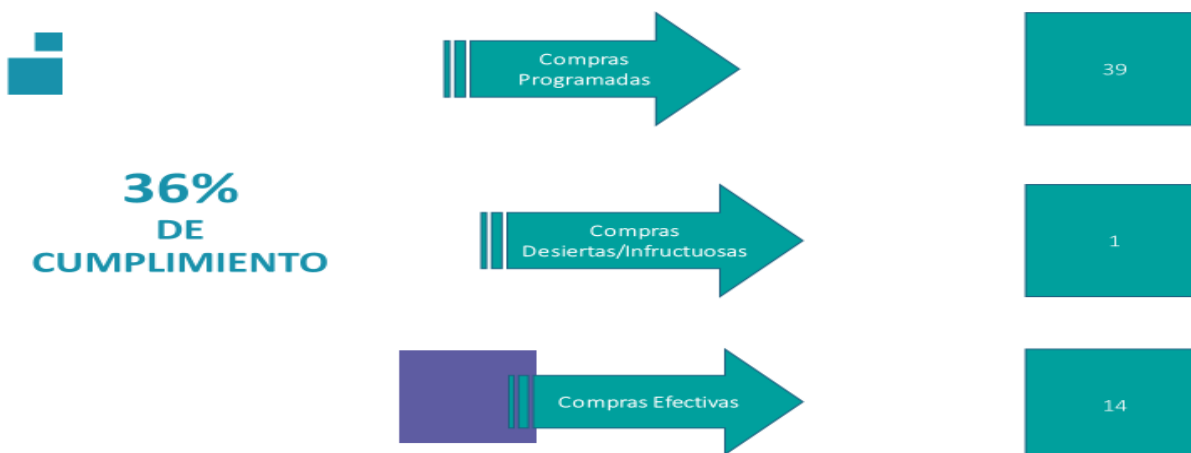 36%
DE
CUMPLIMIENTO
Compras
Programadas
39
Compras
Desiertas/Infructuosas
1
Compras Efectivas
14